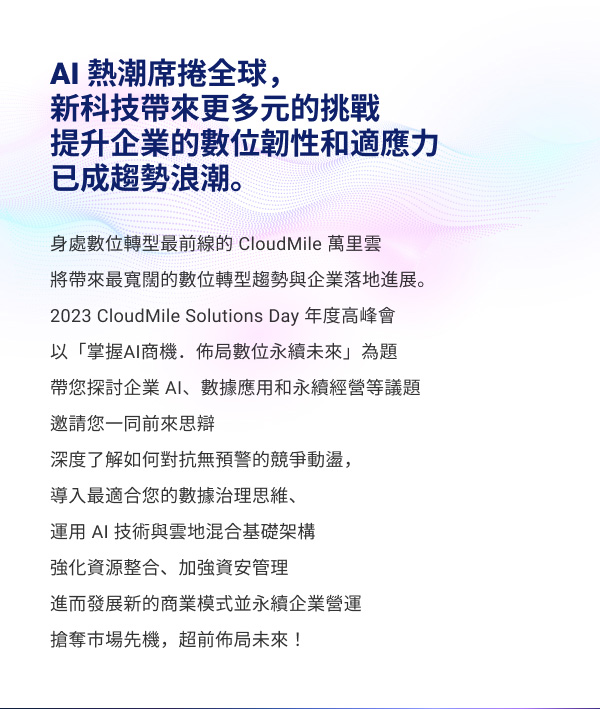 AI 熱潮席捲全球，
新科技帶來更多元的挑戰
提升企業的數位韌性和適應力
已成趨勢浪潮。
身處數位轉型最前線的 CloudMile 萬里雲
將帶來最寬闊的數位轉型趨勢與企業落地進展。
2023 CloudMile Solutions Day 年度高峰會
以「掌握AI商機．佈局數位永續未來」為題
帶您探討企業 AI、數據應用和永續經營等議題
邀請您一同前來思辯
深度了解如何對抗無預警的競爭動盪，
導入最適合您的數據治理思維、
運用 AI 技術與雲地混合基礎架構
強化資源整合、加強資安管理
進而發展新的商業模式並永續企業營運
搶奪市場先機，超前佈局未來！